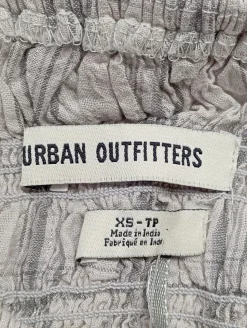 URBAN OUTFITTERS
XS - TP
Made in India
Fabriqué en Inde